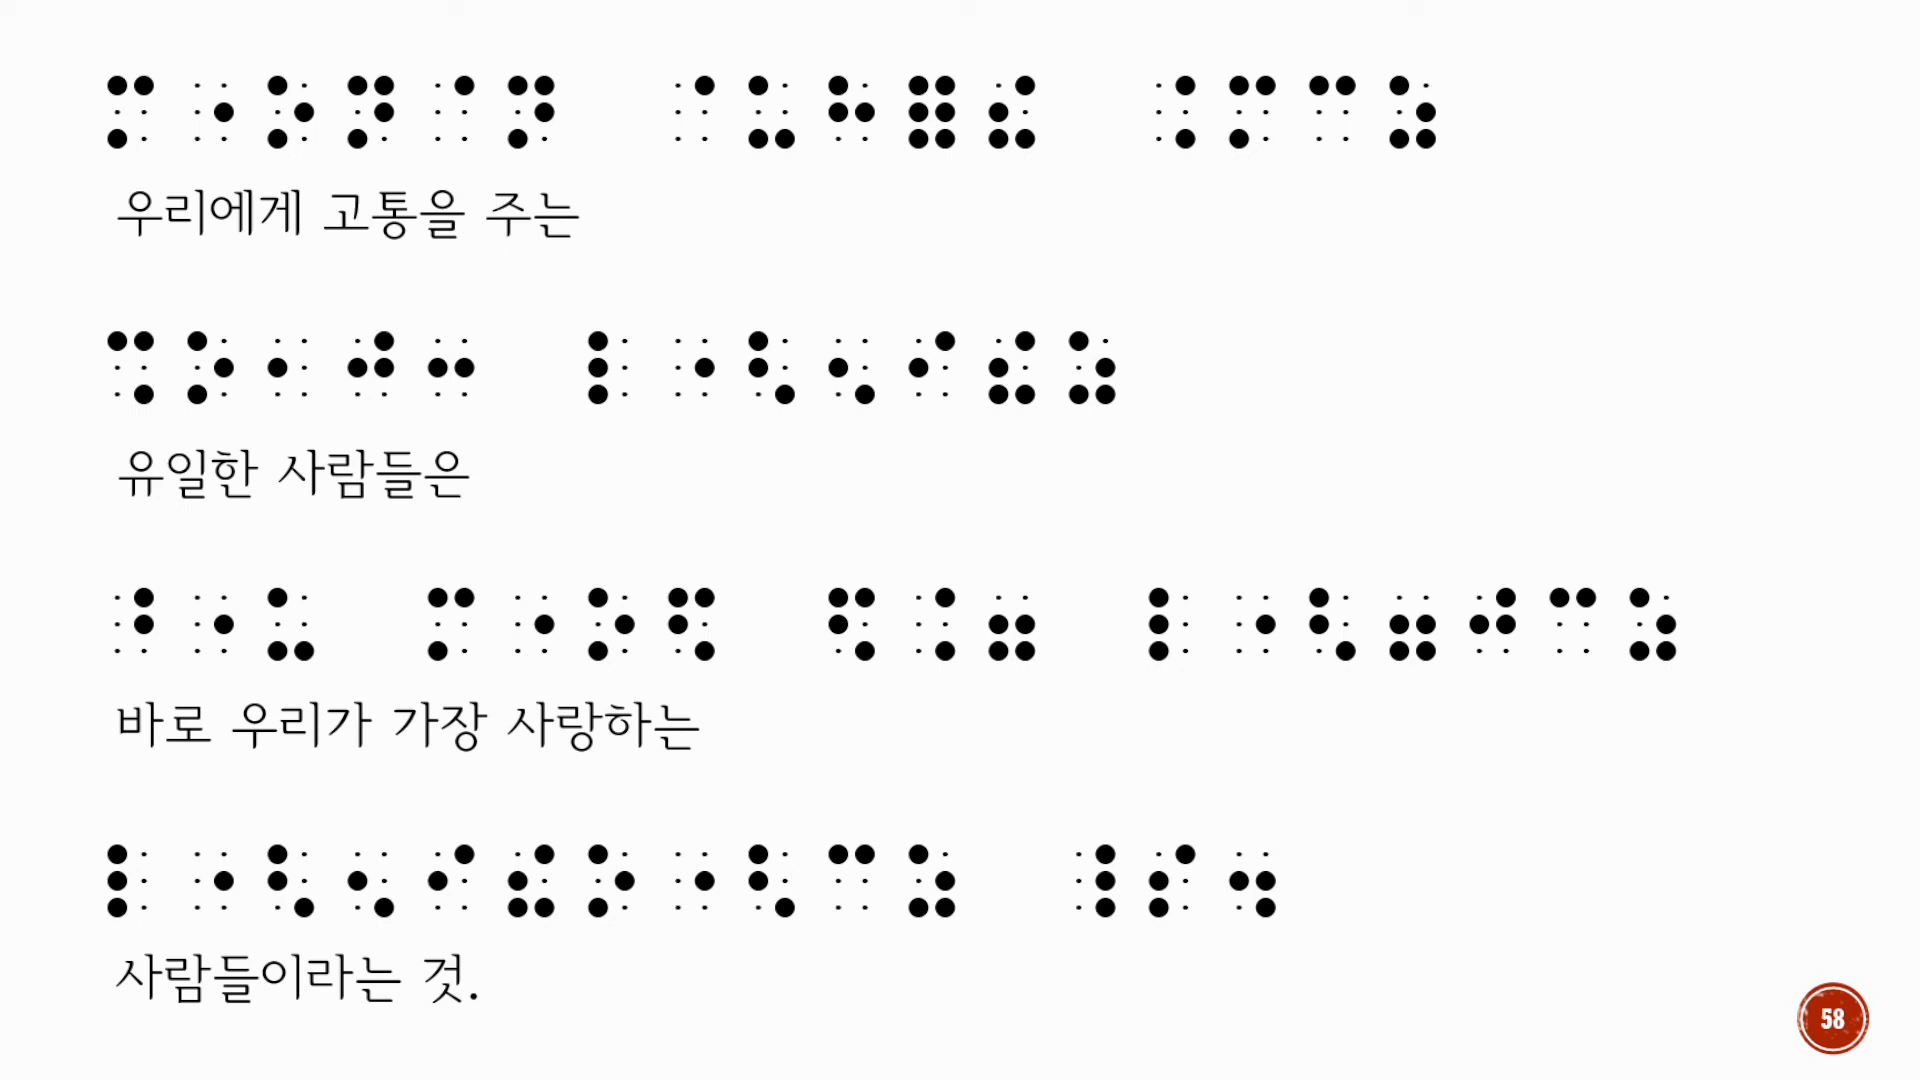 ⠍⠐⠕⠝⠈⠝ ⠈⠥⠓⠿⠮ ⠨⠍⠉⠵
우리에게 고통을 주는
⠩⠕⠂⠚⠒ ⠇⠐⠣⠢⠊⠮⠵
유일한 사람들은
⠘⠐⠥ ⠍⠐⠕⠫ ⠫⠨⠶ ⠇⠐⠣⠶⠚⠉⠵
바로 우리가 가장 사랑하는
⠇⠐⠣⠢⠊⠮⠕⠐⠣⠉⠵ ⠸⠎⠲
사람들이라는 것.
58